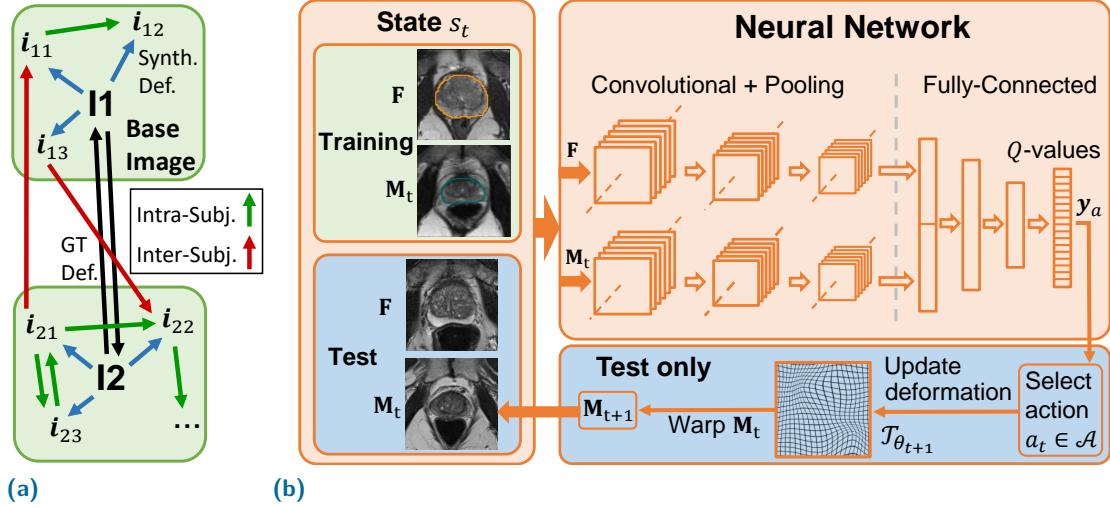 i₁₁
i₁₂
Synth.
Def.
I1
Base
Image
i₁₃
Intra-Subj.
Inter-Subj.
GT
Def.
i₂₁
i₂₂
I2
i₂₃
...
(a)
State sₜ
Training
F
Mₜ
Test
F
Mₜ
Neural Network
Convolutional + Pooling
Fully-Connected
F
Mₜ
Q-values
yₐ
Test only
Select
action
aₜ ∈ 𝒜
Update
deformation
𝒯_{θ_{t+1}}
Warp Mₜ
Mₜ₊₁
(b)